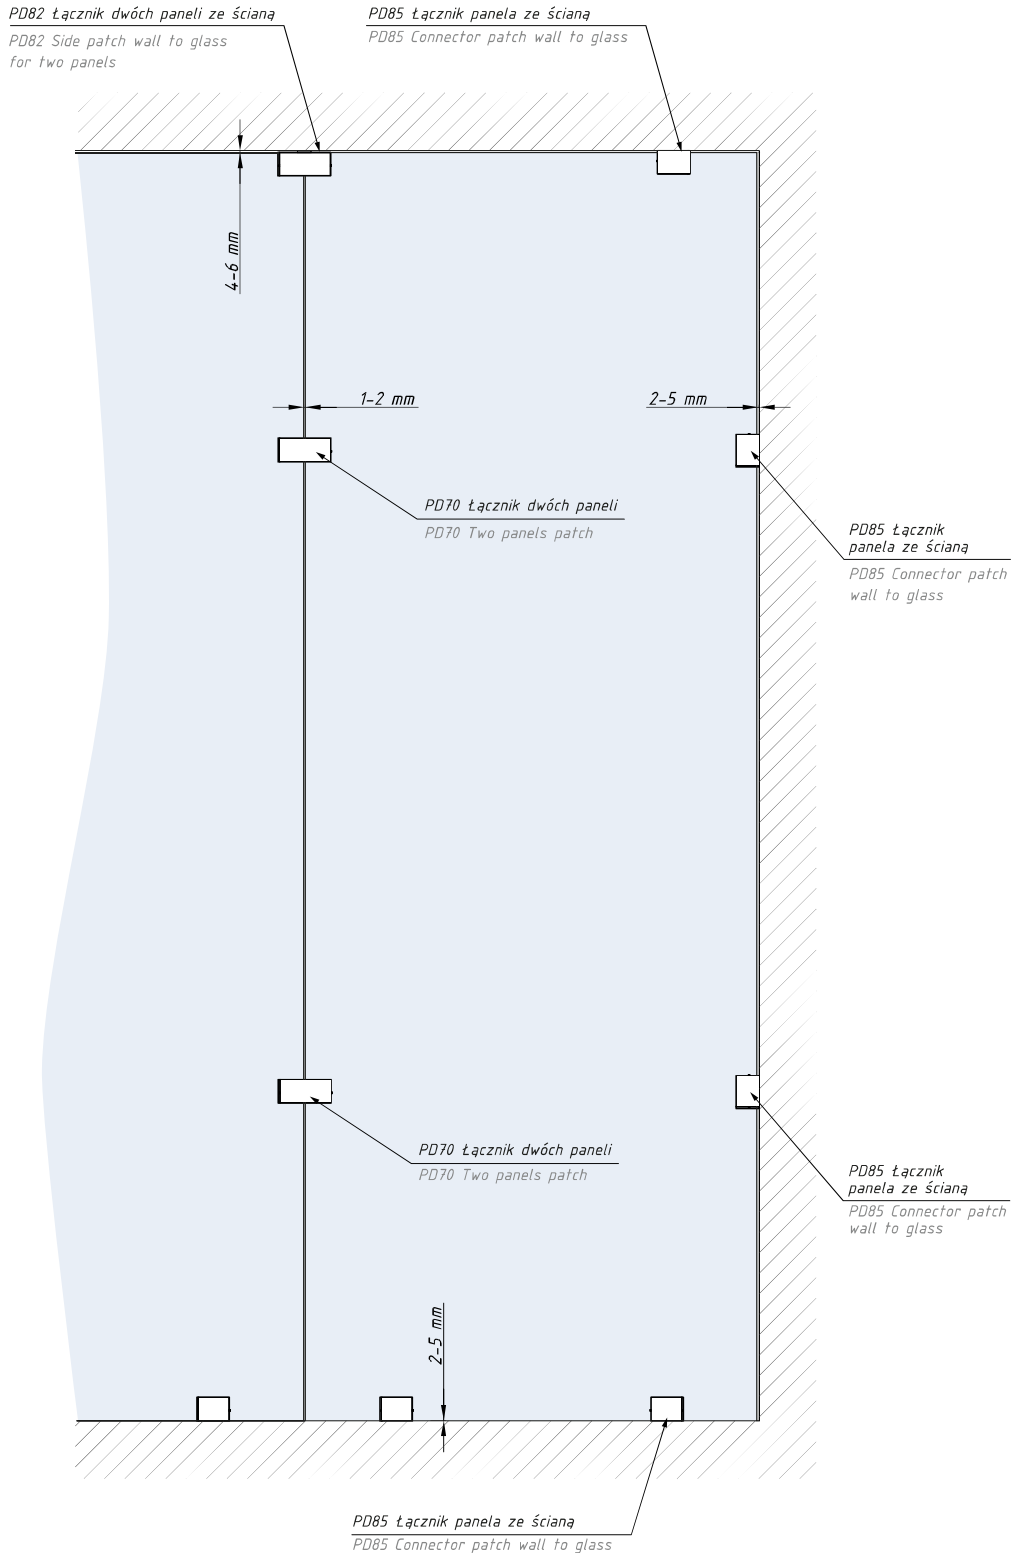 PD82 Łącznik dwóch paneli ze ścianą
PD82 Side patch wall to glass
for two panels
PD85 Łącznik panela ze ścianą
PD85 Connector patch wall to glass
4-6 mm
1-2 mm
2-5 mm
PD70 Łącznik dwóch paneli
PD70 Two panels patch
PD85 Łącznik
panela ze ścianą
PD85 Connector patch
wall to glass
PD70 Łącznik dwóch paneli
PD70 Two panels patch
PD85 Łącznik
panela ze ścianą
PD85 Connector patch
wall to glass
2-5 mm
PD85 Łącznik panela ze ścianą
PD85 Connector patch wall to glass